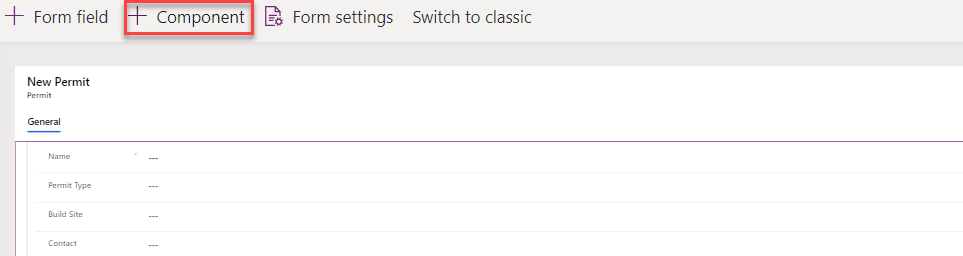 + Form field + Component Form settings Switch to classic
New Permit
Permit
General
Name * ---
Permit Type ---
Build Site ---
Contact ---